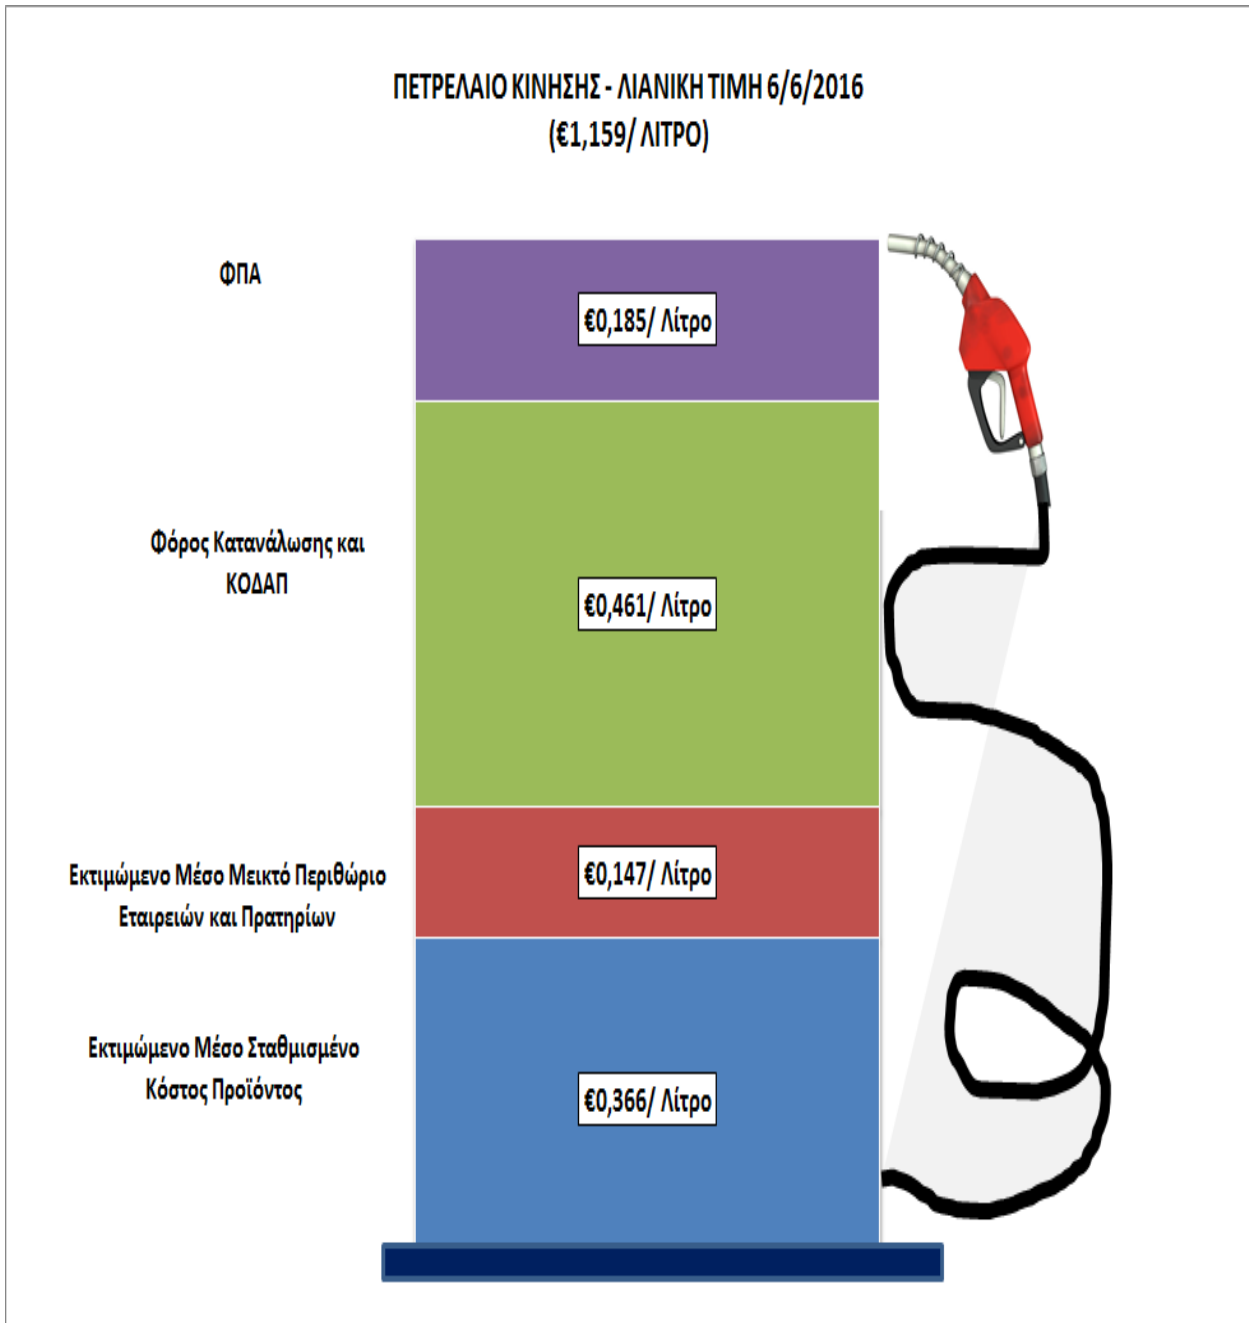 ΠΕΤΡΕΛΑΙΟ ΚΙΝΗΣΗΣ - ΛΙΑΝΙΚΗ ΤΙΜΗ 6/6/2016
(€1,159/ ΛΙΤΡΟ)
ΦΠΑ
€0,185/ Λίτρο
Φόρος Κατανάλωσης και
ΚΟΔΑΠ
€0,461/ Λίτρο
Εκτιμώμενο Μέσο Μεικτό Περιθώριο
Εταιρειών και Πρατηρίων
€0,147/ Λίτρο
Εκτιμώμενο Μέσο Σταθμισμένο
Κόστος Προϊόντος
€0,366/ Λίτρο